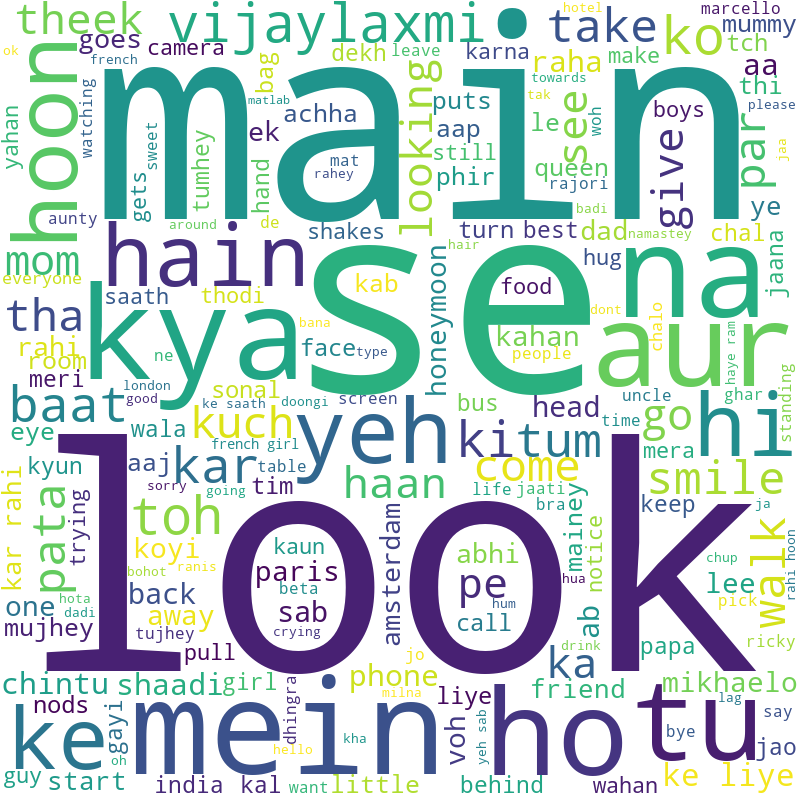 theek
vijaylaxmi
take
ko
hotel
marcello
mummy
tch
ok
goes
camera
french
bag
dekh
leave
karna
raha
make
aa
thi
hoon
main
towards
matlab
tak
woh
please
boys
yahan
watching
sweet
gets
tumhey
ek
achha
mat
rahey
looking
puts
aap
still
phir
le
see
queen
rajori
give
par
jaa
ye
aunty
around
hand
de
shakes
turn
best
badi
dad
namastey
chal
jaana
mom
everyone
hain
hair
hug
saath
thodi
kab
honeymoon
food
dont
na
tha
kya
se
aur
chalo
haye ram
rahi
room
meri
ne
bana
face
type
kahan
people
ghar
standing
baat
london
good
sonal
ke saath
doongi
screen
bus
head
uncle
time
hi
eye
wala
kuch
french girl
yeh
ki
tum
go
mera
kyun
aaj
kar
table
haan
come
life
jaati
smile
sorry
going
tim
bra
keep
ja
kar rahi
pata
trying
toh
look
amsterdam
mainey
notice
walk
koyi
kaun
abhi
bohot
ranis
paris
beta
pe
hua
chup
rahi hoon
one
hota
dadi
back
sab
hum
ab
lee
pick
mujhey
away
tujhey
crying
call
papa
ricky
pull
jo
drink
ka
chintu
shaadi
girl
phone
friend
mikhaelo
nods
gayi
dhingra
milna
liye
lag
say
ke
mein
voh
yeh sab
ho
tu
bye
jao
oh
hello
kha
guy
start
india
kal
want
little
behind
wahan
ke liye